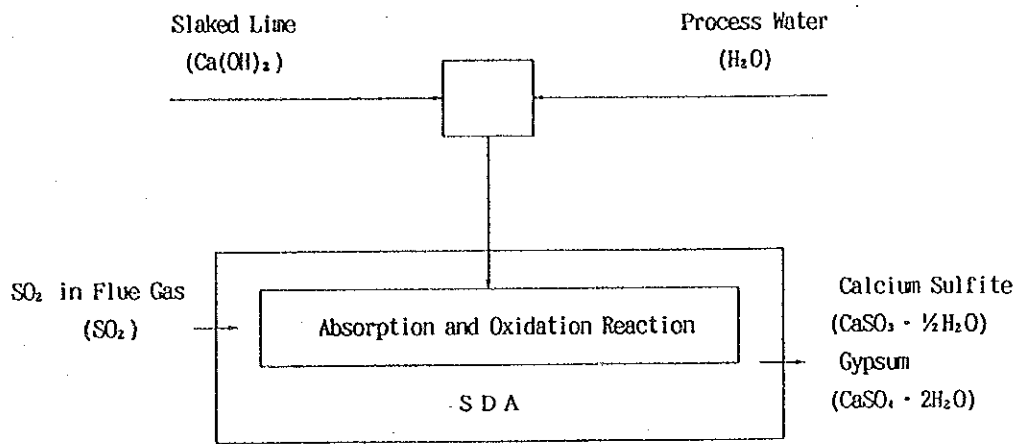 Slaked Lime
(Ca(OH)₂)
Process Water
(H₂O)
SO₂ in Flue Gas
(SO₂)
Absorption and Oxidation Reaction
SDA
Calcium Sulfite
(CaSO₃・½H₂O)
Gypsum
(CaSO₄・2H₂O)